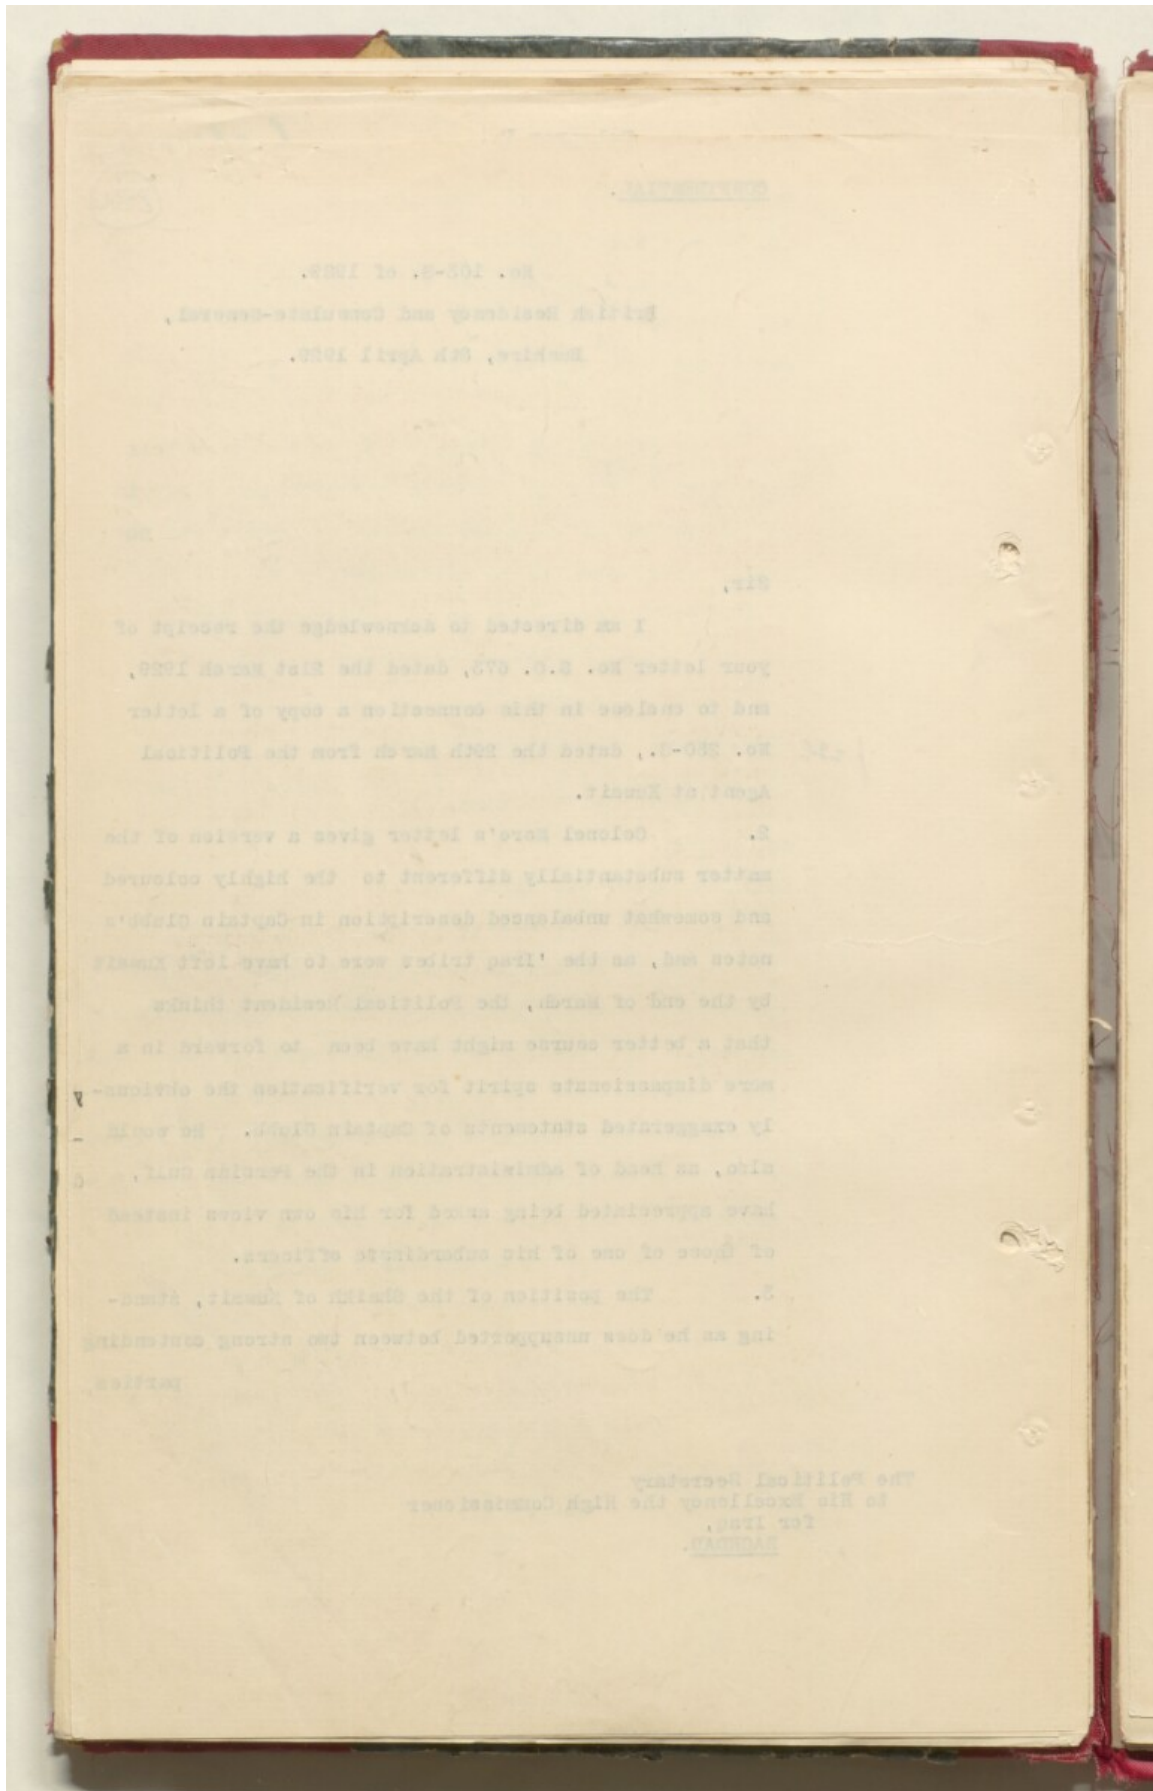 CONFIDENTIAL.
No. 102-S. of 1929.
British Residency and Consulate-General,
Bushire, 8th April 1929.
Sir,
I am directed to acknowledge the receipt of
your letter No. S.O. 673, dated the 21st March 1929,
and to enclose in this connection a copy of a letter
No. 280-S., dated the 29th March from the Political
Agent at Kuwait.
2. Colonel More's letter gives a version of the
matter substantially different to the highly coloured
and somewhat unbalanced description in Captain Glubb's
notes and, as the 'Iraq tribes were to have left Kuwait
by the end of March, the Political Resident thinks
that a better course might have been to forward in a
more dispassionate spirit for verification the obvious-
ly exaggerated statements of Captain Glubb. He would
also, as head of administration in the Persian Gulf,
have appreciated being asked for his own views instead
of those of one of his subordinate officers.
3. The position of the Shaikh of Kuwait, stand-
ing as he does unsupported between two strong contending
parties,
The Political Secretary
to His Excellency the High Commissioner
for Iraq,
BAGHDAD.